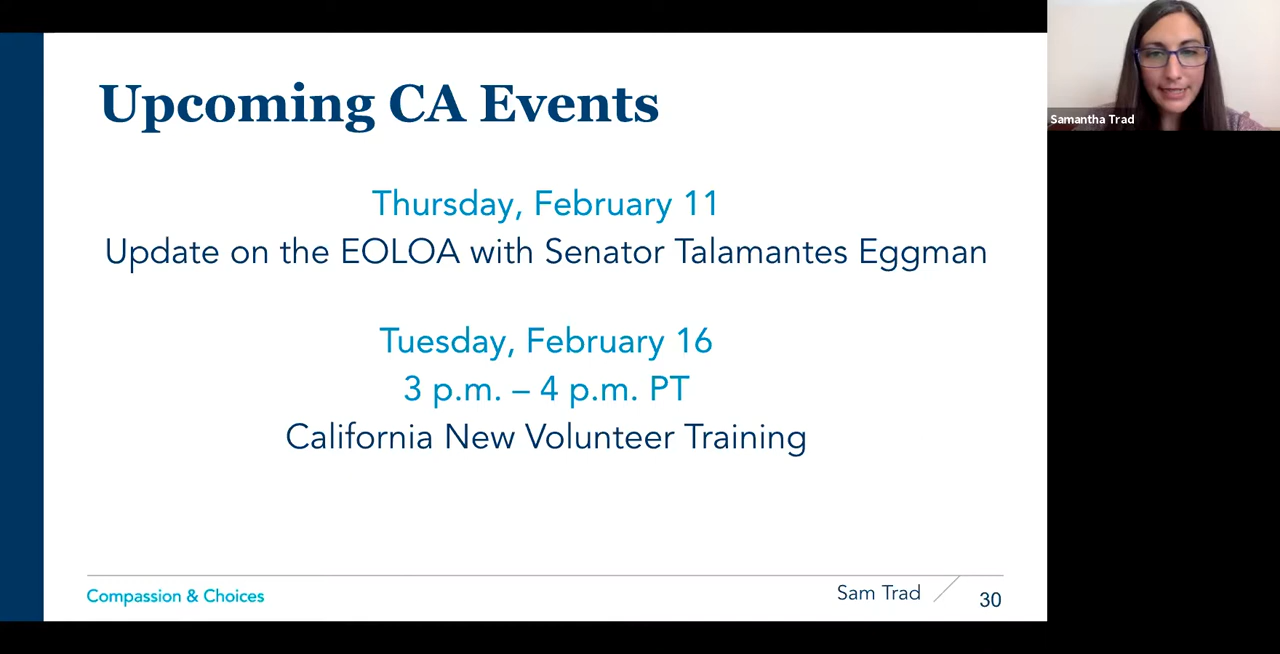 Upcoming CA Events
Samantha Trad
Thursday, February 11
Update on the EOLOA with Senator Talamantes Eggman
Tuesday, February 16
3 p.m. – 4 p.m. PT
California New Volunteer Training
Compassion & Choices
Sam Trad
30